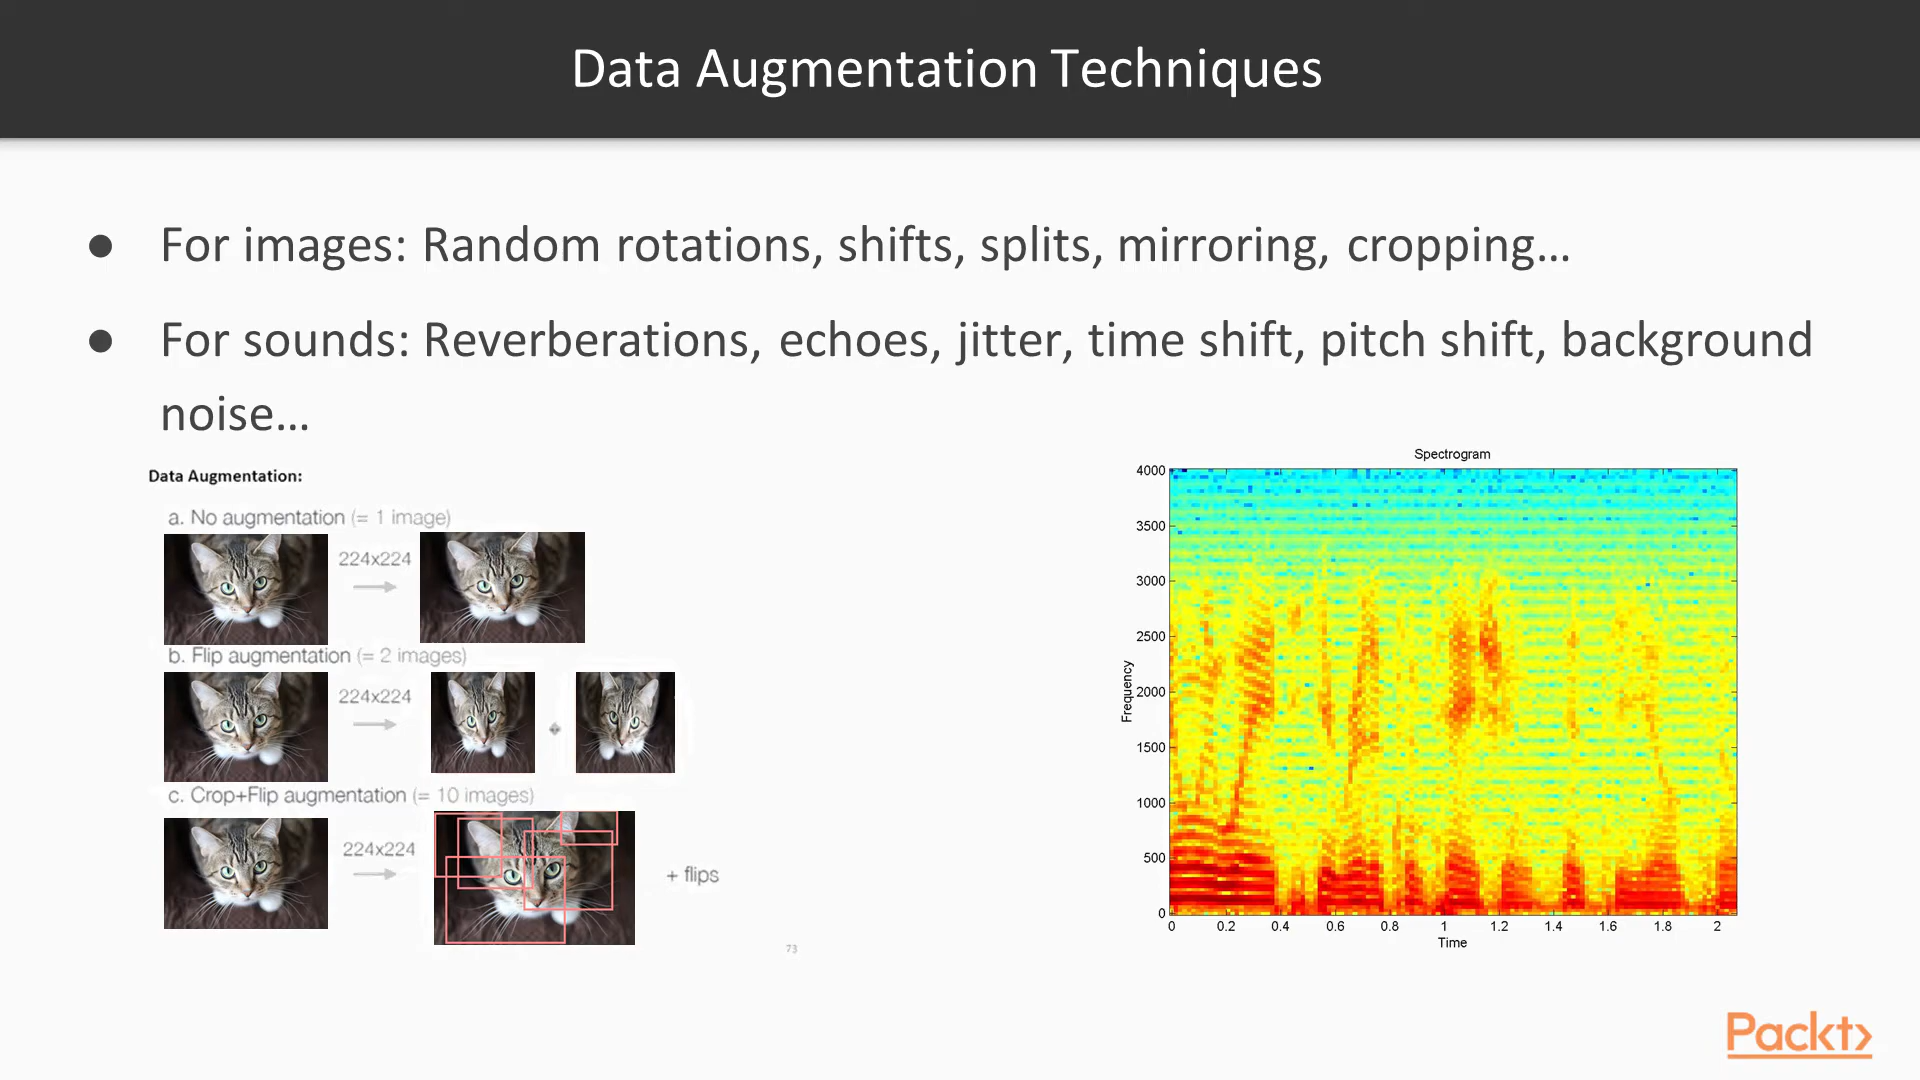 Data Augmentation Techniques
● For images: Random rotations, shifts, splits, mirroring, cropping…
● For sounds: Reverberations, echoes, jitter, time shift, pitch shift, background
noise…
Data Augmentation:
a. No augmentation (= 1 image)
224x224
b. Flip augmentation (= 2 images)
224x224
c. Crop+Flip augmentation (= 10 images)
224x224
+ flips
73
Spectrogram
4000
3500
3000
2500
2000
1500
1000
500
0
Frequency
0 0.2 0.4 0.6 0.8 1 1.2 1.4 1.6 1.8 2
Time
Packt>